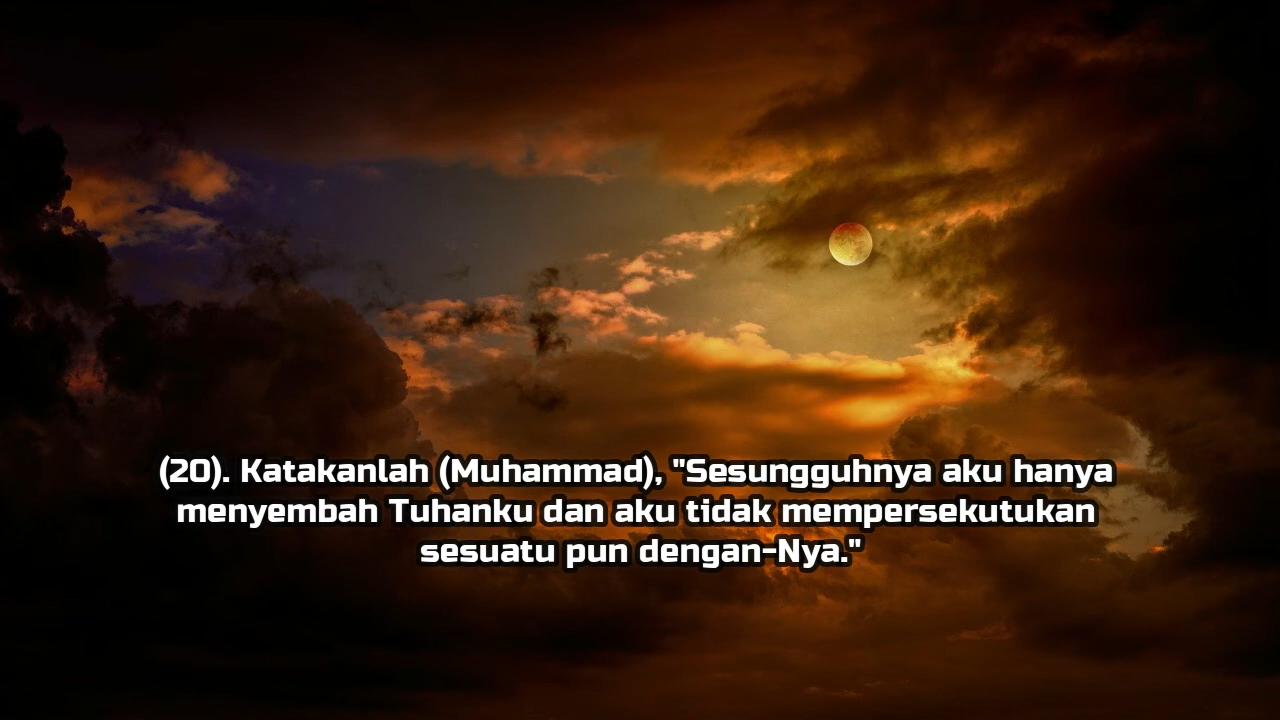 (20). Katakanlah (Muhammad), "Sesungguhnya aku hanya
menyembah Tuhanku dan aku tidak mempersekutukan
sesuatu pun dengan-Nya."